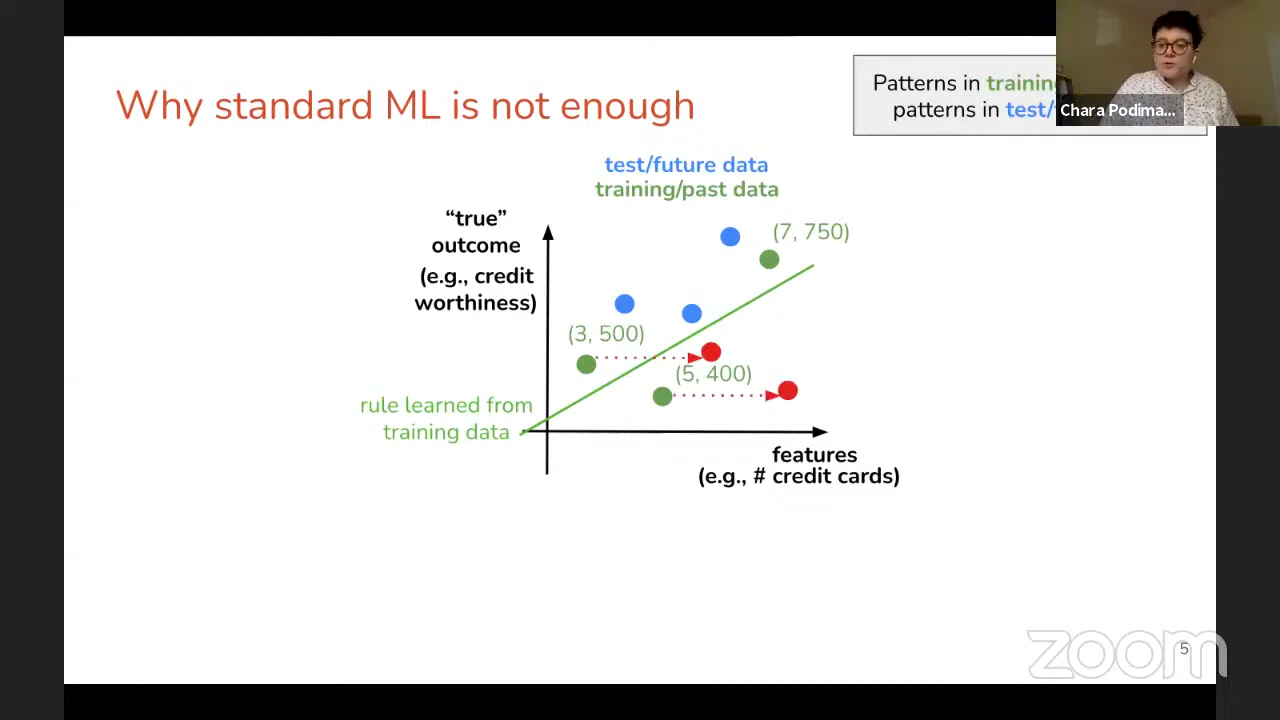 Why standard ML is not enough
Patterns in
patterns in test/
Chara Podima...
test/future data
training/past data
“true”
outcome
(e.g., credit
worthiness)
(7, 750)
(3, 500)
(5, 400)
rule learned from
training data
features
(e.g., # credit cards)
zoom
5